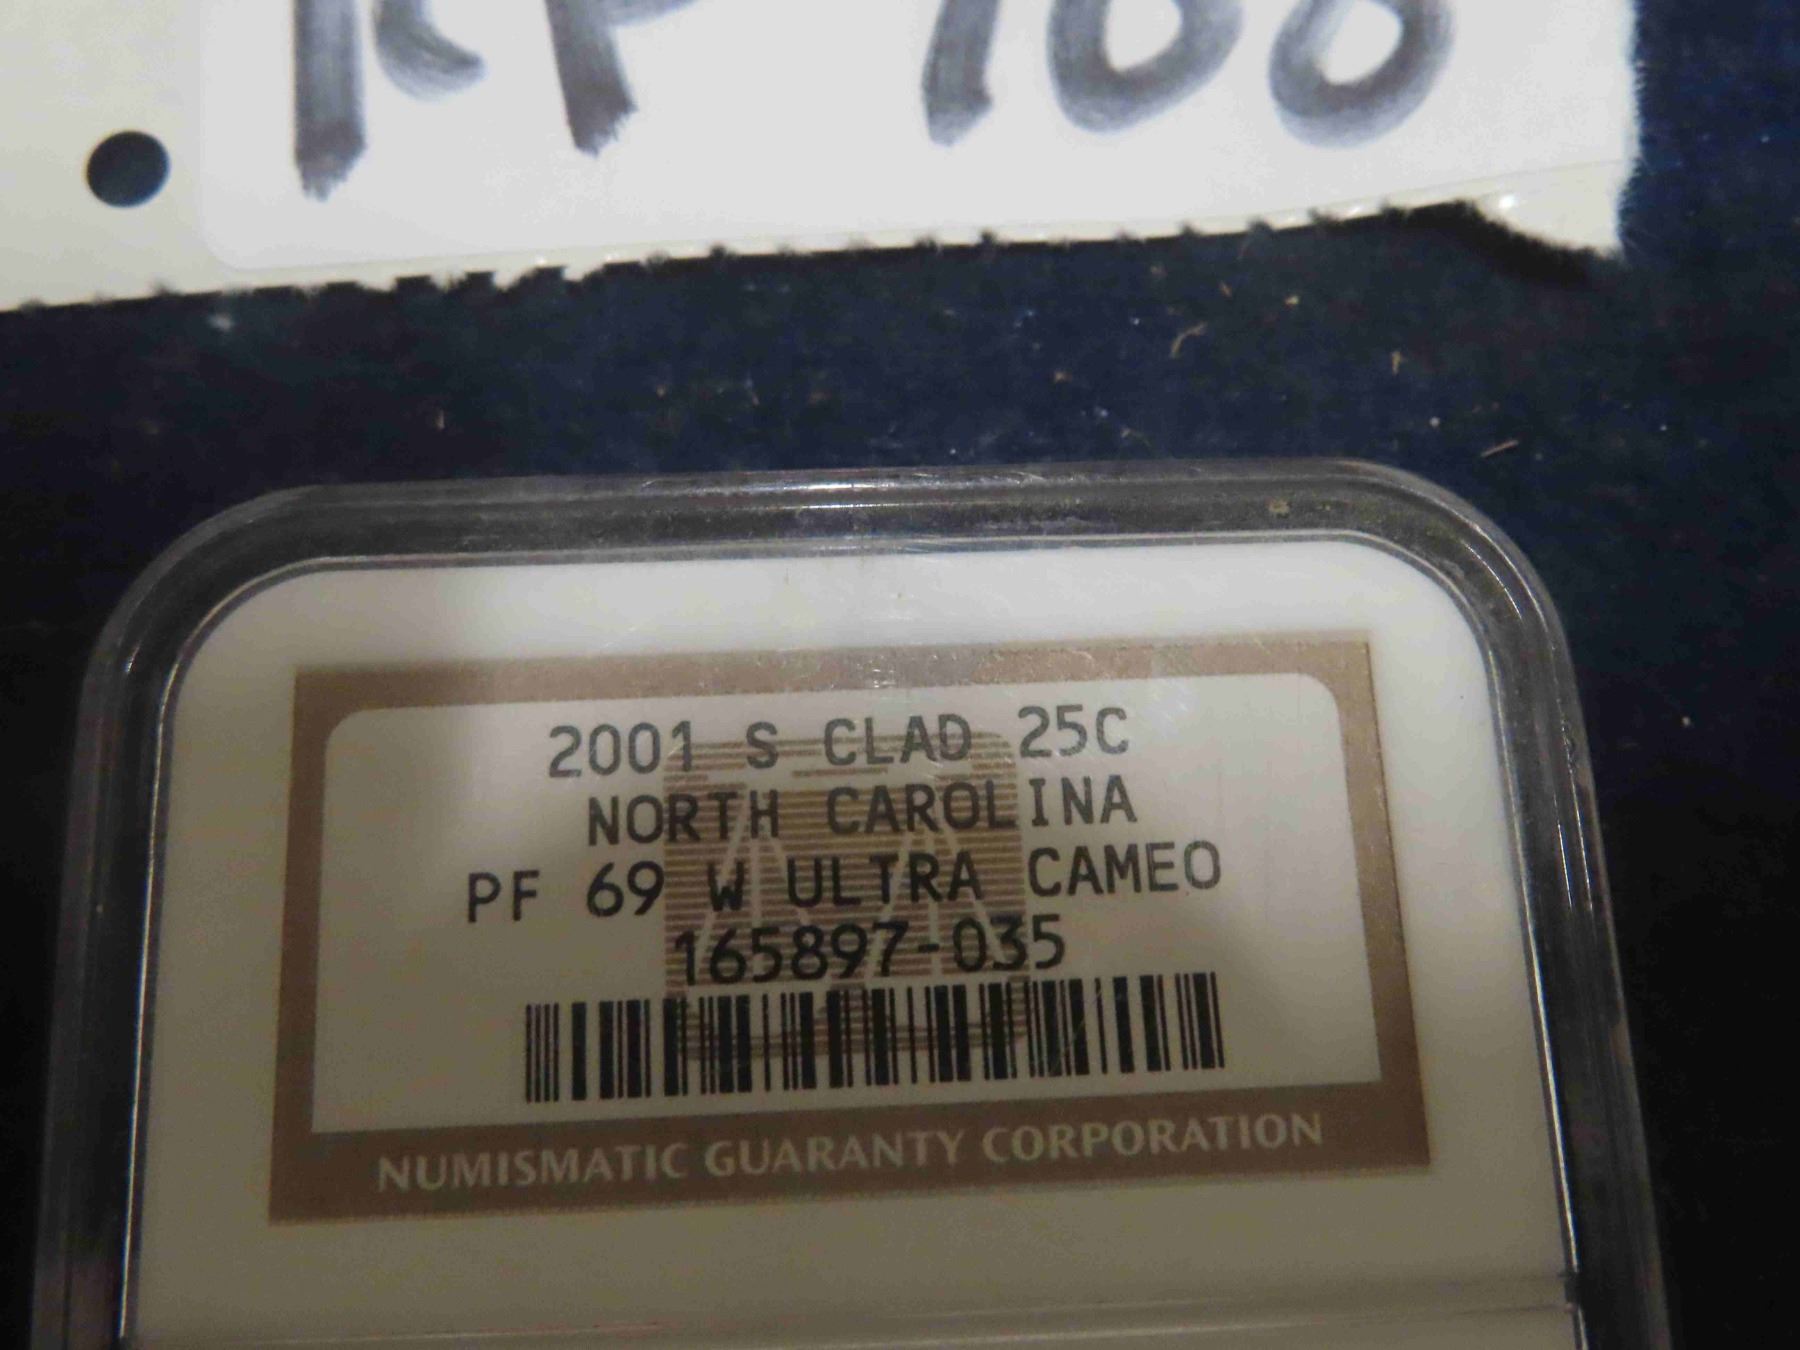 2001 S CLAD 25C
NORTH CAROLINA
PF 69 W ULTRA CAMEO
165897-035
NUMISMATIC GUARANTY CORPORATION